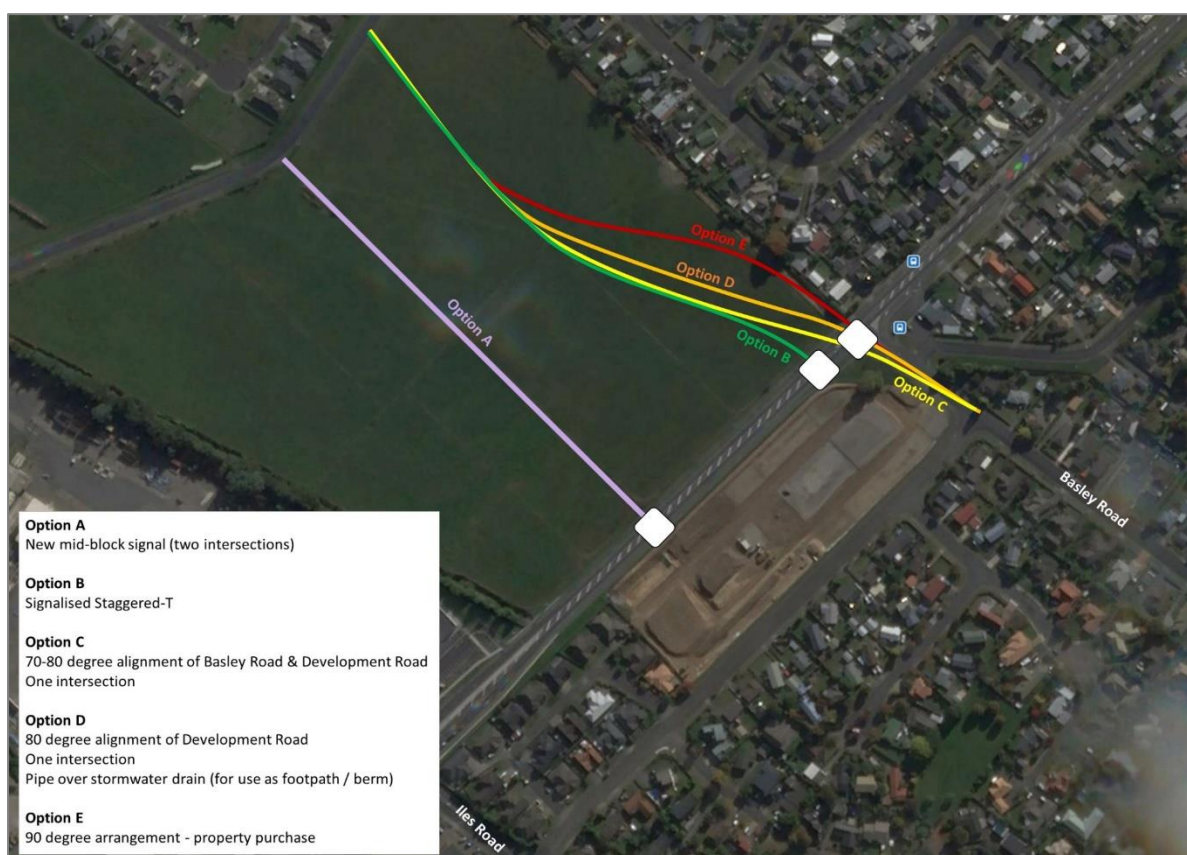 Option E
Option D
Option A
Option B
Option C
Basley Road
Option A
New mid-block signal (two intersections)
Option B
Signalised Staggered-T
Option C
70-80 degree alignment of Basley Road & Development Road
One intersection
Option D
80 degree alignment of Development Road
One intersection
Pipe over stormwater drain (for use as footpath / berm)
Option E
90 degree arrangement - property purchase
Iles Road